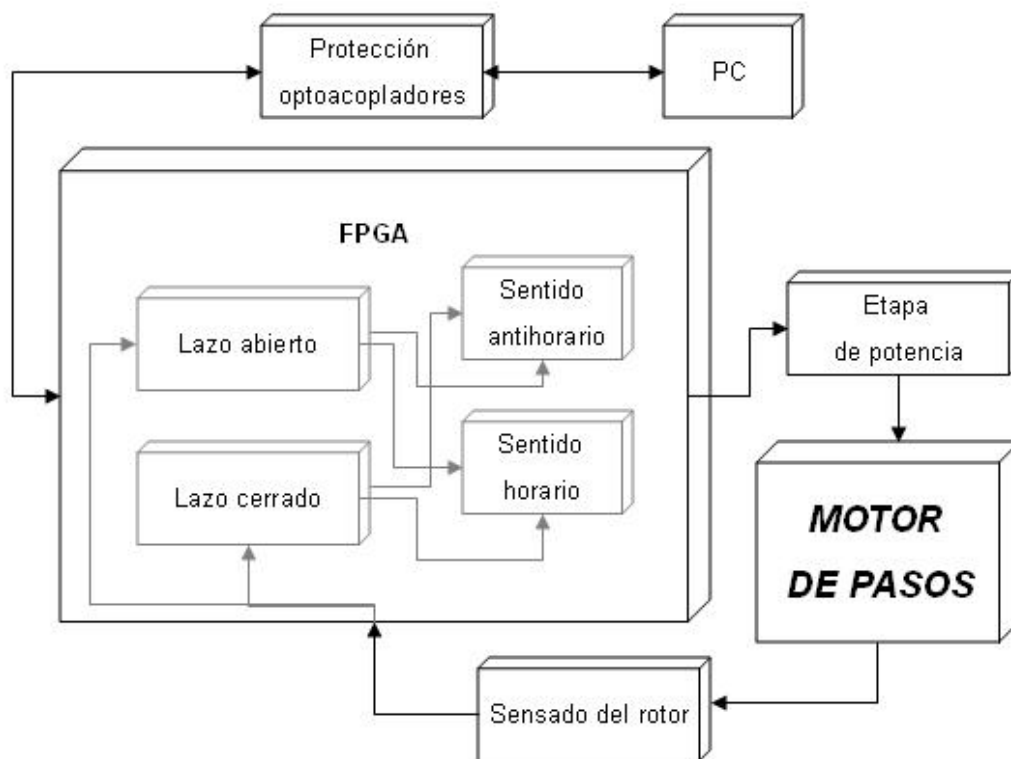 Protección
optoacopladores
PC
FPGA
Sentido
antihorario
Lazo abierto
Etapa
de potencia
Sentido
horario
Lazo cerrado
MOTOR
DE PASOS
Sensado del rotor